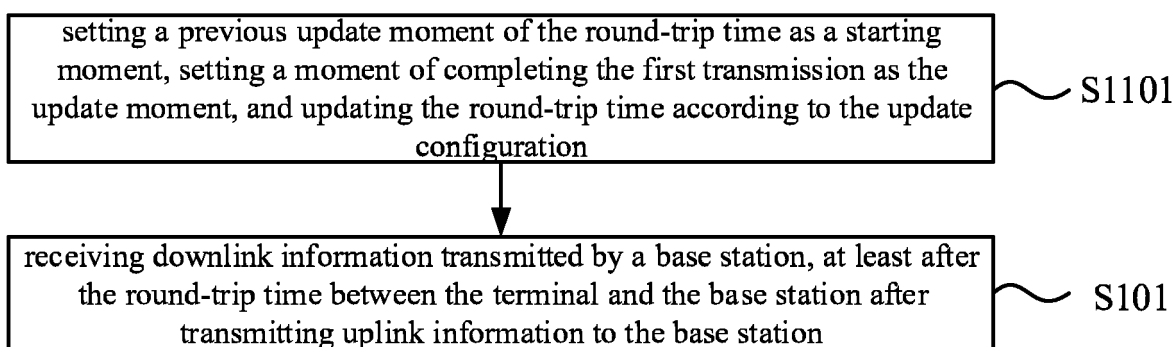 setting a previous update moment of the round-trip time as a starting
moment, setting a moment of completing the first transmission as the
update moment, and updating the round-trip time according to the update
configuration
S1101
receiving downlink information transmitted by a base station, at least after
the round-trip time between the terminal and the base station after
transmitting uplink information to the base station
S101